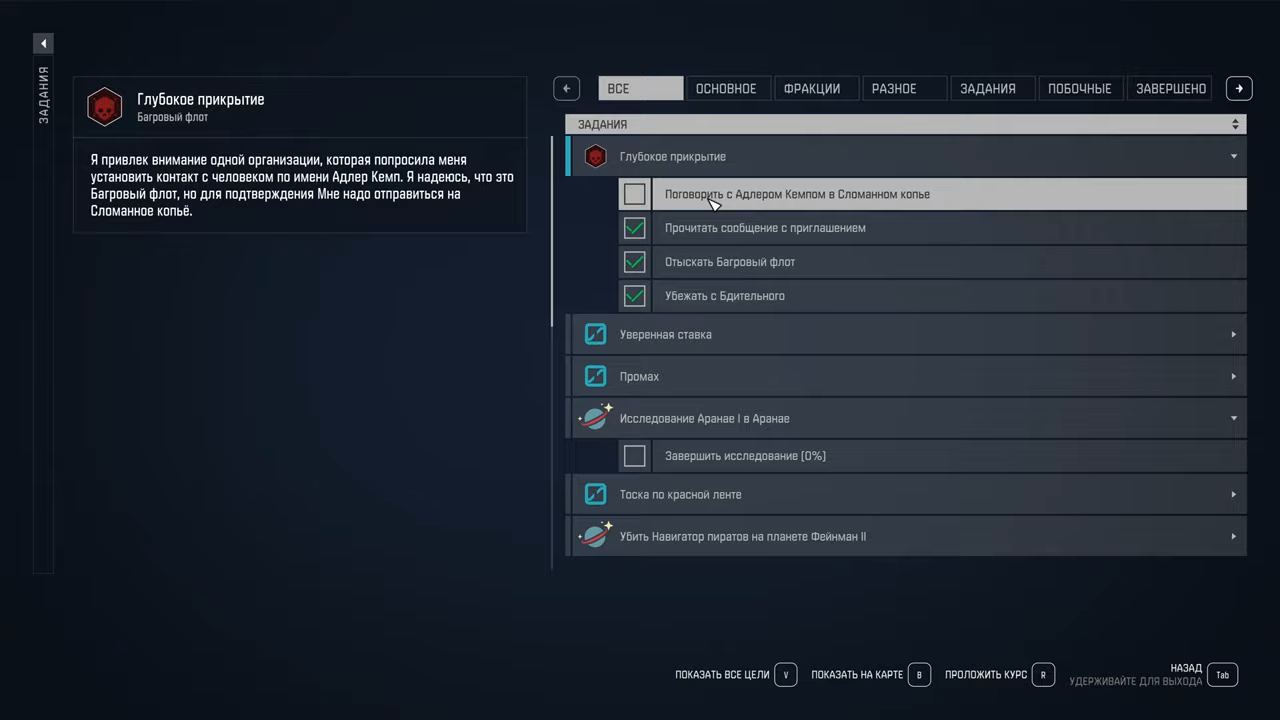 ЗАДАНИЯ
Глубокое прикрытие
Багровый флот
Я привлек внимание одной организации, которая попросила меня
установить контакт с человеком по имени Адлер Кемп. Я надеюсь, что это
Багровый флот, но для подтверждения Мне надо отправиться на
Сломанное копьё.
ВСЕ
ОСНОВНОЕ
ФРАКЦИИ
РАЗНОЕ
ЗАДАНИЯ
ПОБОЧНЫЕ
ЗАВЕРШЕНО
ЗАДАНИЯ
Глубокое прикрытие
Поговорить с Адлером Кемпом в Сломанном копье
Прочитать сообщение с приглашением
Отыскать Багровый флот
Убежать с Бдительного
Уверенная ставка
Промах
Исследование Аранае I в Аранае
Завершить исследование [0%]
Тоска по красной ленте
Убить Навигатор пиратов на планете Фейнман II
ПОКАЗАТЬ ВСЕ ЦЕЛИ V
ПОКАЗАТЬ НА КАРТЕ B
ПРОЛОЖИТЬ КУРС R
НАЗАД
УДЕРЖИВАЙТЕ ДЛЯ ВЫХОДА Tab